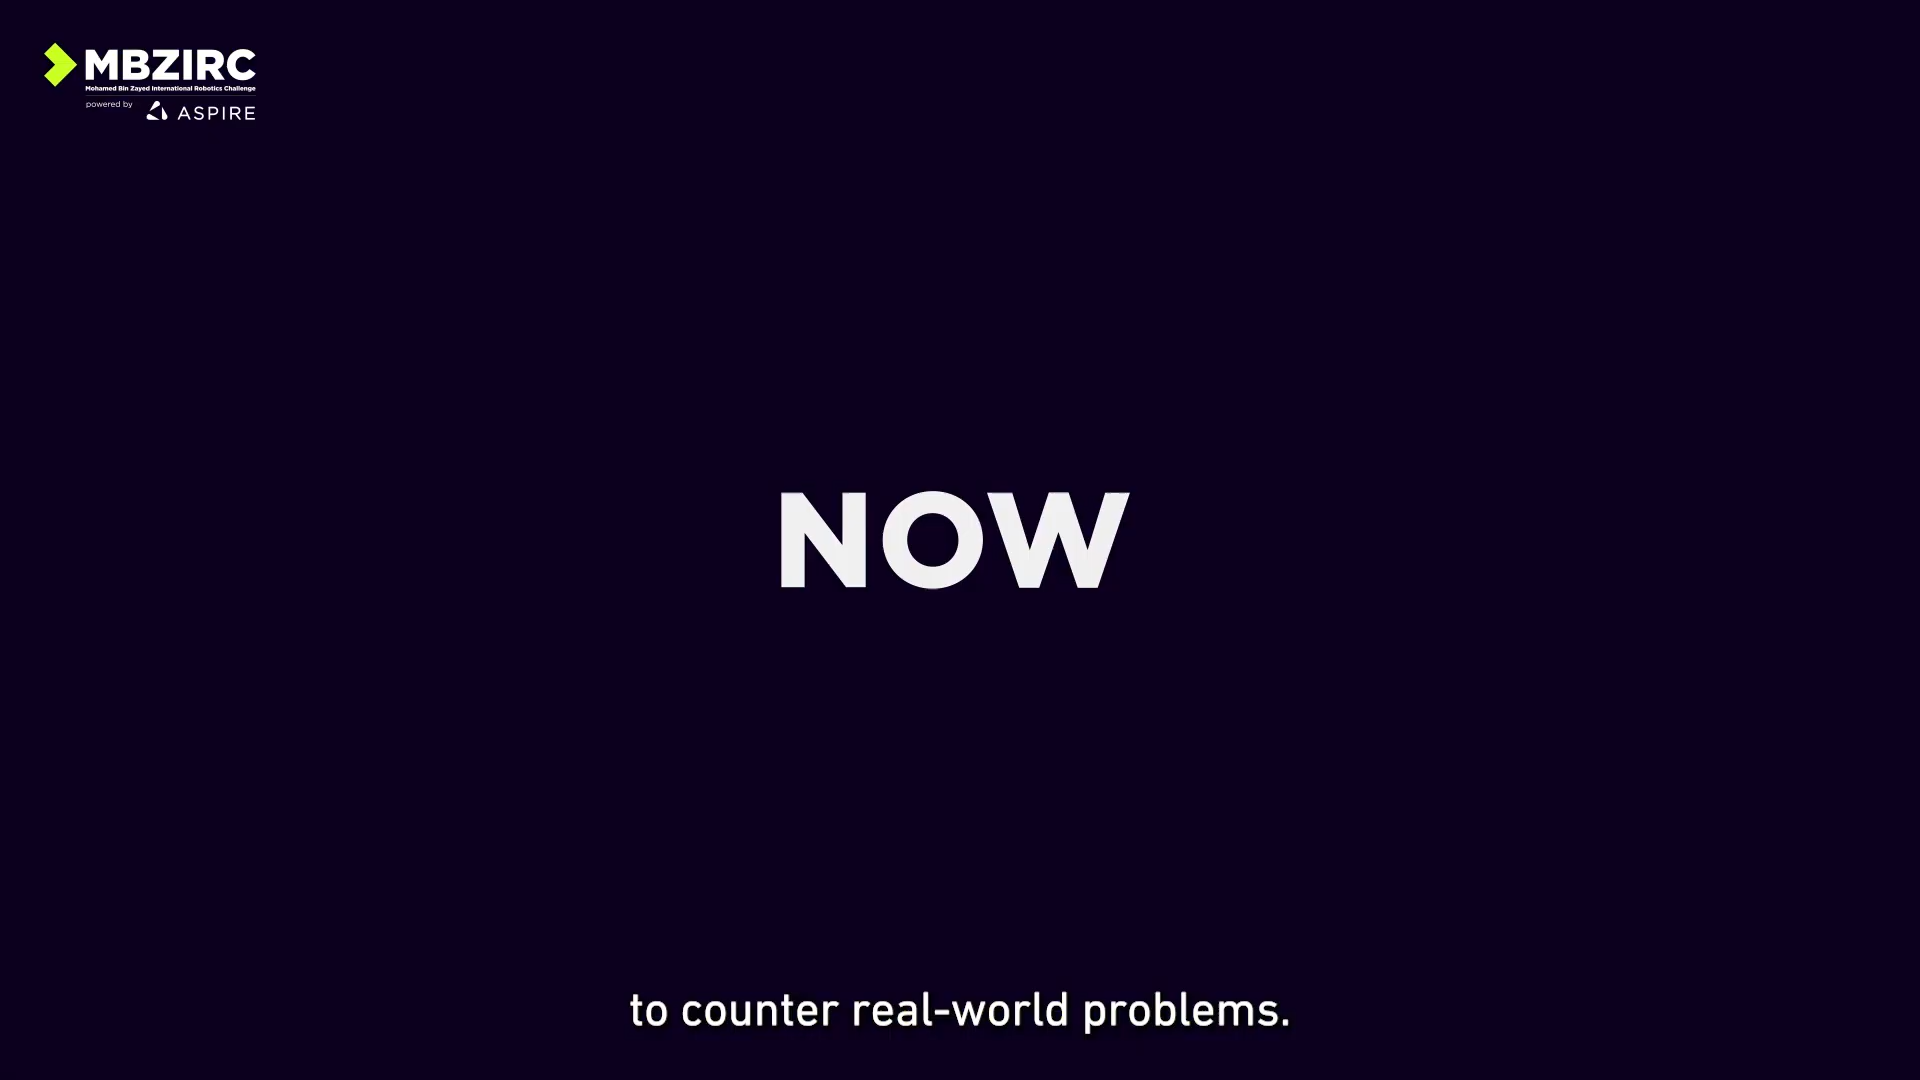 MBZIRC
Mohamed Bin Zayed International Robotics Challenge
powered by
ASPIRE
NOW
to counter real-world problems.